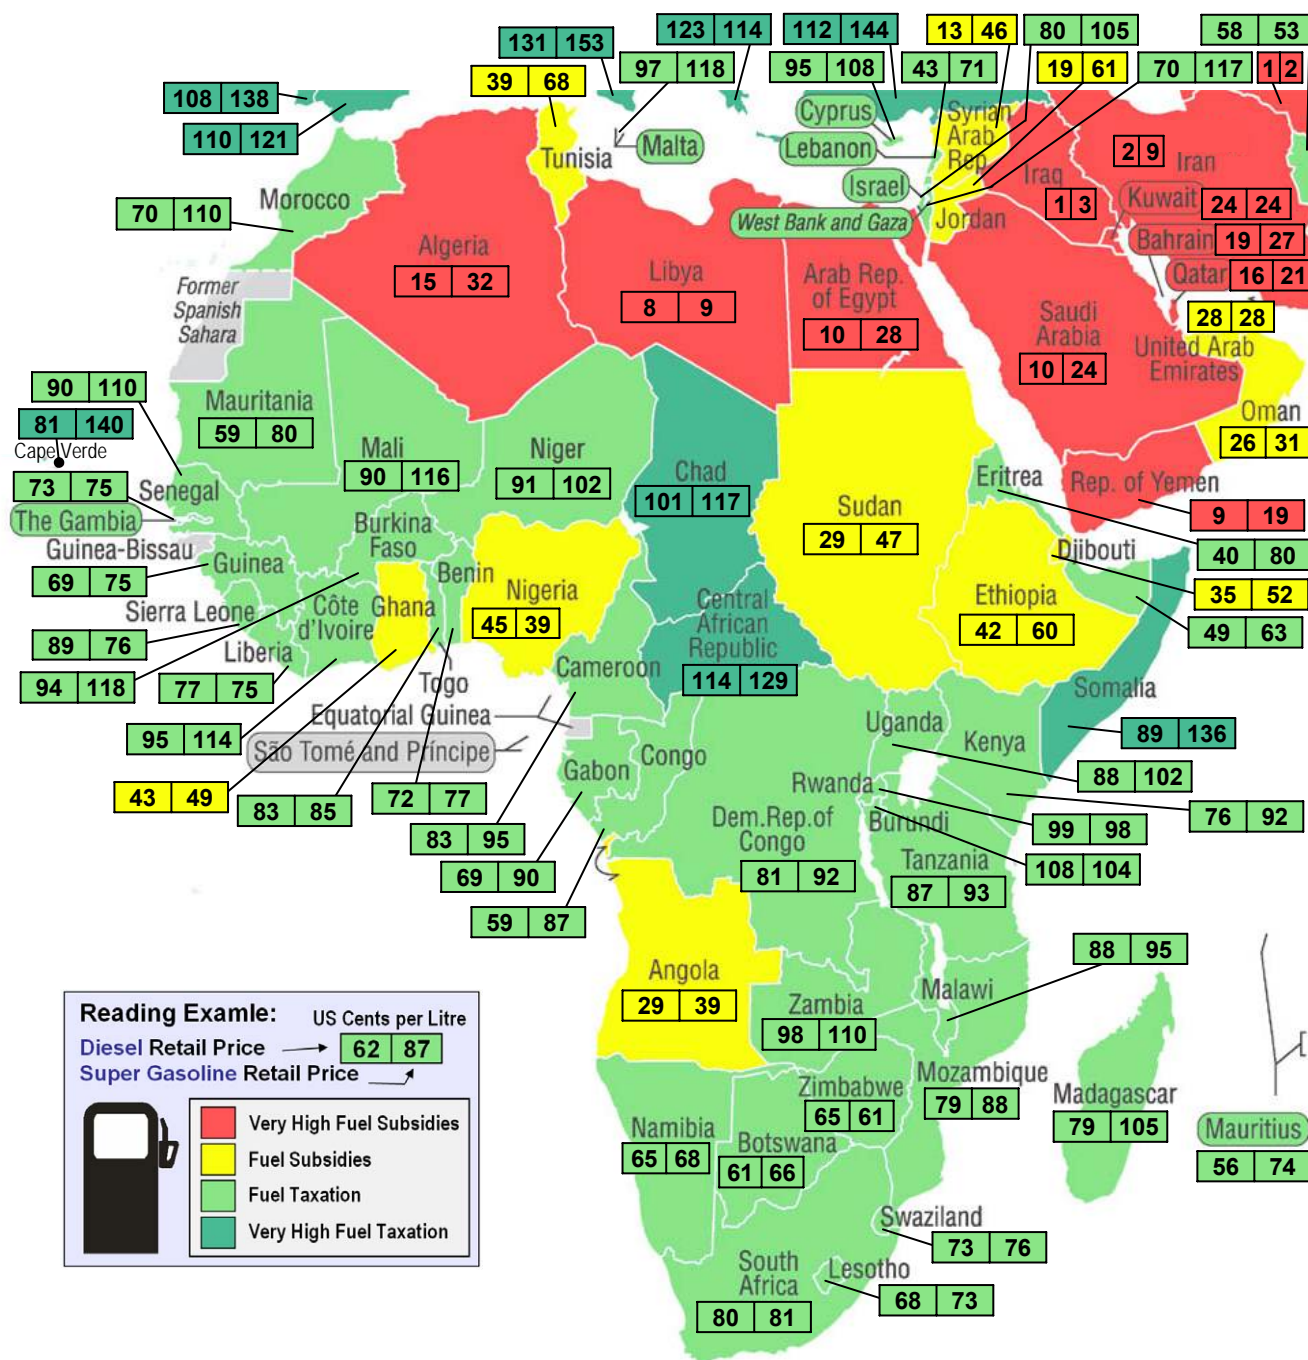 131 153
123 114
112 144
13 46
80 105
58 53
39 68
97 118
95 108
43 71
19 61
70 117
1 2
108 138
110 121
Cyprus
Syrian
Arab
Rep.
Tunisia
Malta
Lebanon
2 9
Iran
Iraq
Israel
1 3
Kuwait
24 24
Morocco
70 110
West Bank and Gaza
Jordan
Bahrain
19 27
Algeria
15 32
Libya
8 9
Arab Rep.
of Egypt
10 28
Qatar
16 21
Former
Spanish
Sahara
Saudi
Arabia
10 24
28 28
United Arab
Emirates
90 110
81 140
Cape Verde
Mauritania
59 80
Mali
90 116
Niger
91 102
Chad
101 117
Oman
26 31
73 75
Senegal
The Gambia
Sudan
29 47
Eritrea
Rep. of Yemen
9 19
Guinea-Bissau
Guinea
69 75
Burkina
Faso
Benin
Nigeria
45 39
Djibouti
40 80
35 52
Sierra Leone
89 76
Côte
d'Ivoire
Ghana
Central
African
Republic
114 129
Ethiopia
42 60
49 63
Liberia
94 118
77 75
Togo
Cameroon
Somalia
89 136
Equatorial Guinea
95 114
São Tomé and Príncipe
Gabon
Congo
Uganda
Kenya
88 102
43 49
83 85
72 77
Rwanda
99 98
76 92
Dem.Rep.of
Congo
81 92
Burundi
83 95
Tanzania
87 93
108 104
69 90
59 87
88 95
Angola
29 39
Zambia
98 110
Malawi
Reading Examle:
US Cents per Litre
Diesel Retail Price
62 87
Super Gasoline Retail Price
Zimbabwe
65 61
Mozambique
79 88
Madagascar
79 105
Very High Fuel Subsidies
Fuel Subsidies
Fuel Taxation
Very High Fuel Taxation
Namibia
65 68
Botswana
61 66
Mauritius
56 74
Swaziland
73 76
South
Africa
80 81
Lesotho
68 73